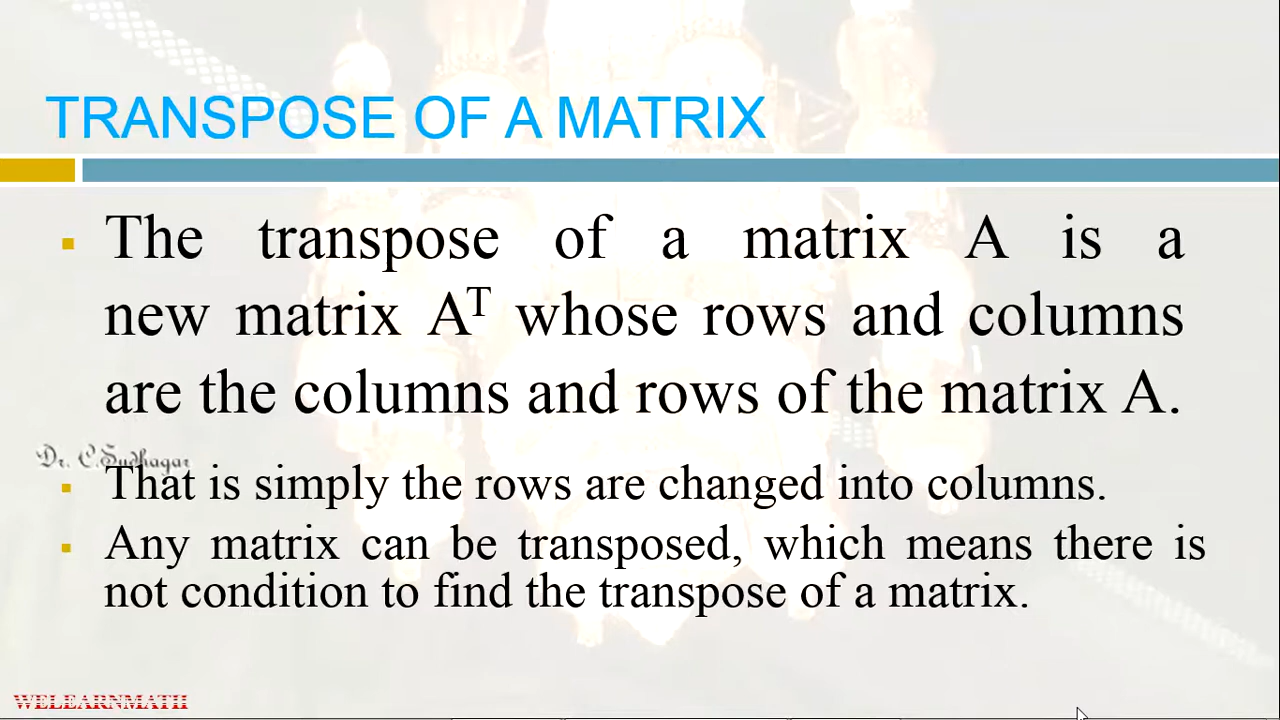 TRANSPOSE OF A MATRIX
The transpose of a matrix A is a
new matrix Aᵀ whose rows and columns
are the columns and rows of the matrix A.
Dr. C.Sudhagar
That is simply the rows are changed into columns.
Any matrix can be transposed, which means there is
not condition to find the transpose of a matrix.
WELEARNMATH